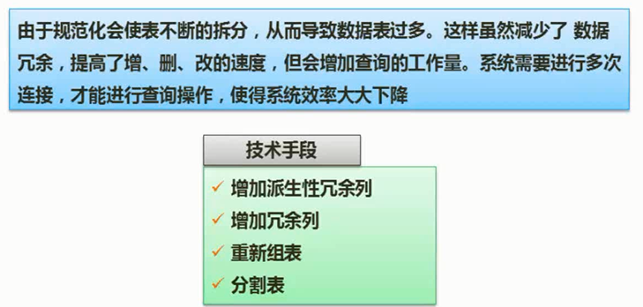 由于规范化会使表不断的拆分，从而导致数据表过多。这样虽然减少了 数据
冗余，提高了增、删、改的速度，但会增加查询的工作量。系统需要进行多次
连接，才能进行查询操作，使得系统效率大大下降
技术手段
增加派生性冗余列
增加冗余列
重新组表
分割表